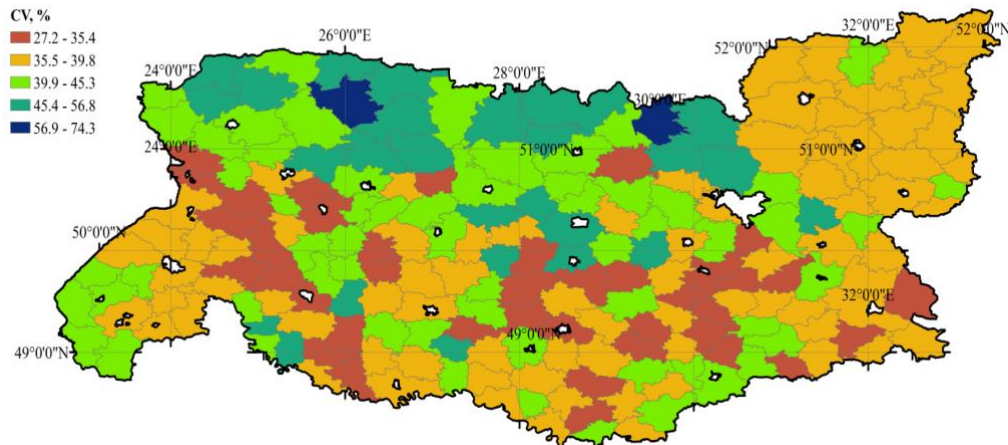 CV, %
27.2 - 35.4
35.5 - 39.8
39.9 - 45.3
45.4 - 56.8
56.9 - 74.3
26°0'0"E
32°0'0"E
52°0'0"N
52°0'0"N
24°0'0"E
28°0'0"E
30°0'0"E
24°0'0"E
51°0'0"N
51°0'0"N
50°0'0"N
32°0'0"E
49°0'0"N
49°0'0"N